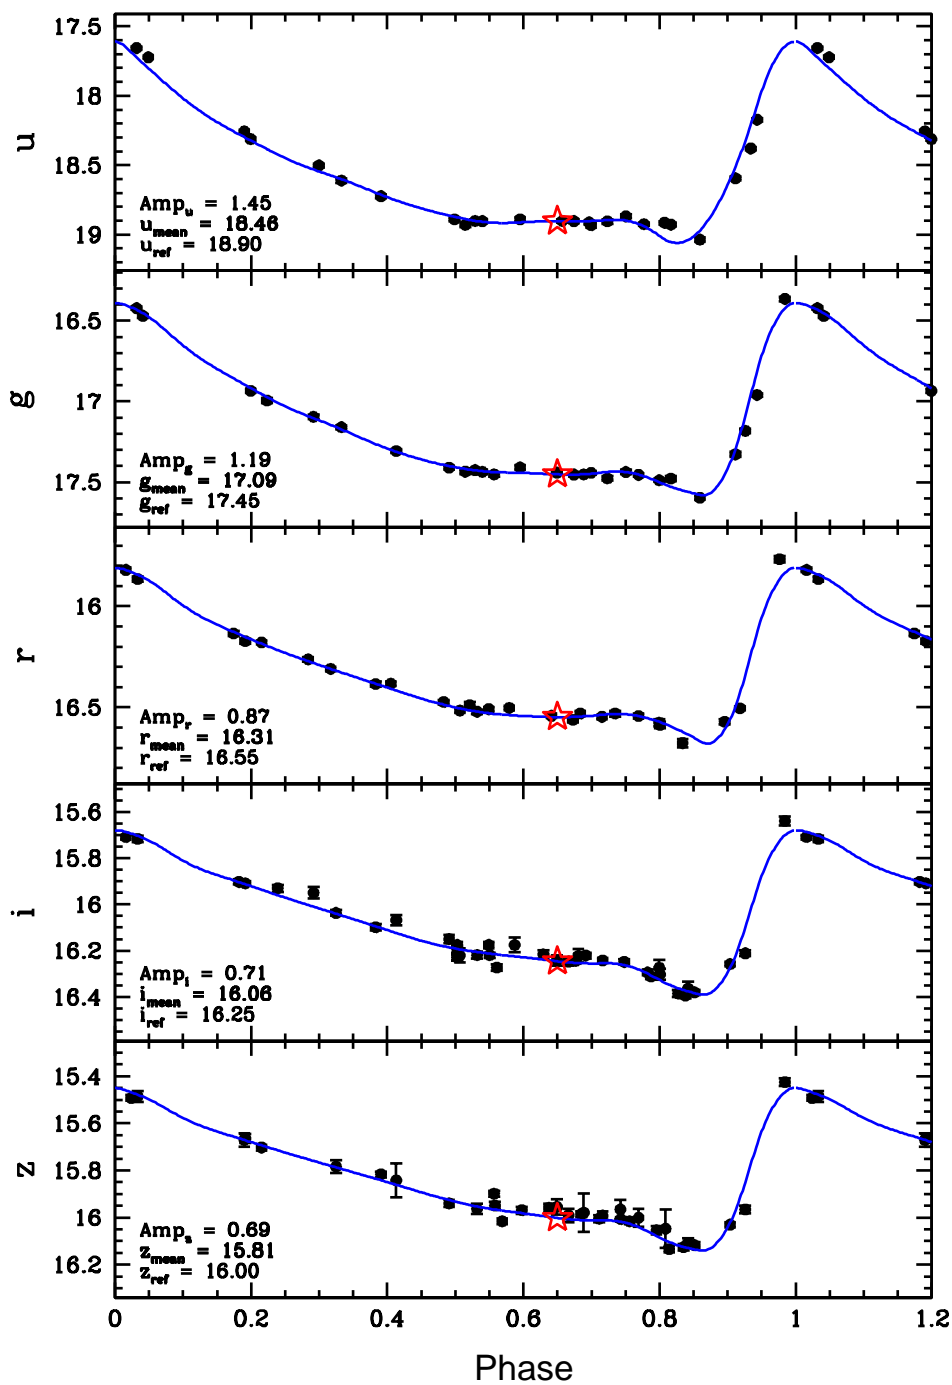 17.5
18
18.5
19
u
Amp_u = 1.45
u_mean = 18.46
u_ref = 18.90
16.5
17
17.5
g
Amp_g = 1.19
g_mean = 17.09
g_ref = 17.45
16
16.5
r
Amp_r = 0.87
r_mean = 16.31
r_ref = 16.55
15.6
15.8
16
16.2
16.4
i
Amp_i = 0.71
i_mean = 16.06
i_ref = 16.25
15.4
15.6
15.8
16
16.2
z
Amp_z = 0.69
z_mean = 15.81
z_ref = 16.00
0 0.2 0.4 0.6 0.8 1 1.2
Phase